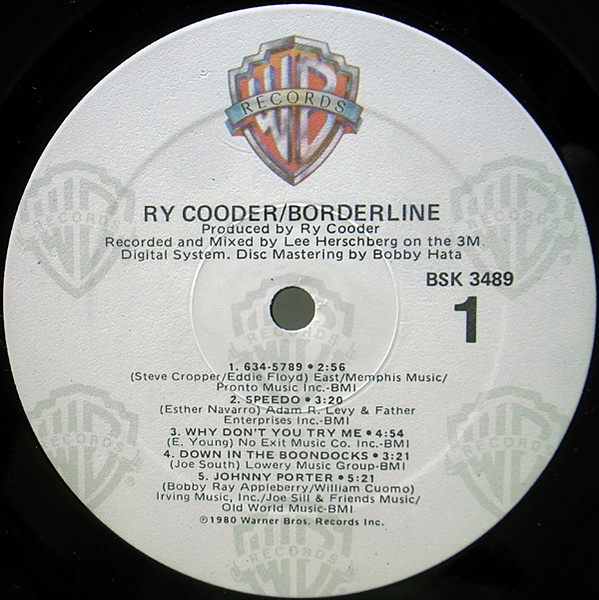 WB
RECORDS
RY COODER/BORDERLINE
Produced by Ry Cooder
Recorded and Mixed by Lee Herschberg on the 3M
Digital System. Disc Mastering by Bobby Hata
BSK 3489
1
1. 634-5789 • 2:56
(Steve Cropper/Eddie Floyd) East/Memphis Music/
Pronto Music Inc.-BMI
2. SPEEDO • 3:20
(Esther Navarro) Adam R. Levy & Father
Enterprises Inc.-BMI
3. WHY DON'T YOU TRY ME • 4:54
(E. Young) No Exit Music Co. Inc.-BMI
4. DOWN IN THE BOONDOCKS • 3:21
(Joe South) Lowery Music Group-BMI
5. JOHNNY PORTER • 5:21
(Bobby Ray Appleberry/William Cuomo)
Irving Music, Inc./Joe Sill & Friends Music/
Old World Music-BMI
℗1980 Warner Bros. Records Inc.